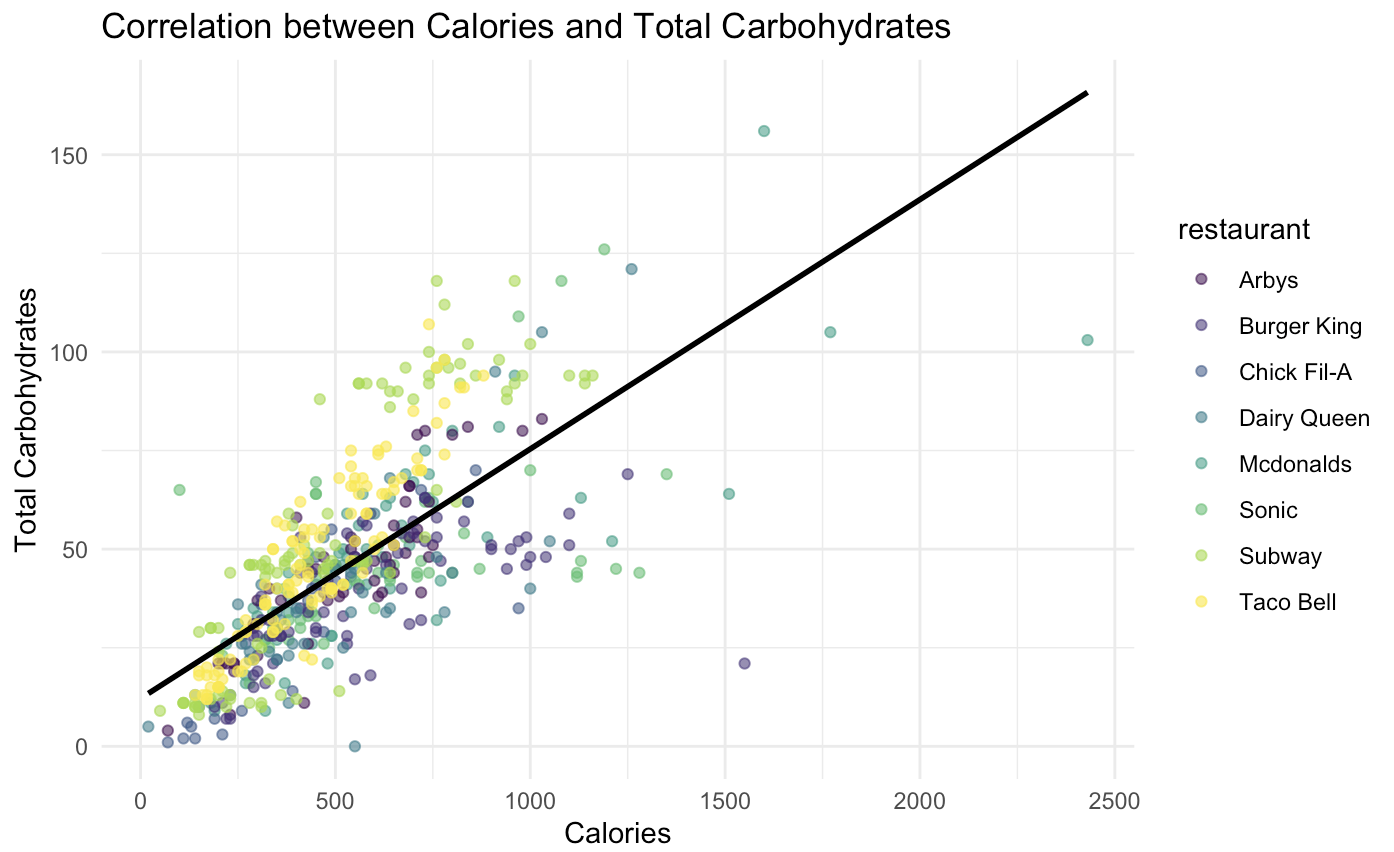 Correlation between Calories and Total Carbohydrates
Total Carbohydrates
150
100
50
0
0 500 1000 1500 2000 2500
Calories
restaurant
Arbys
Burger King
Chick Fil-A
Dairy Queen
Mcdonalds
Sonic
Subway
Taco Bell